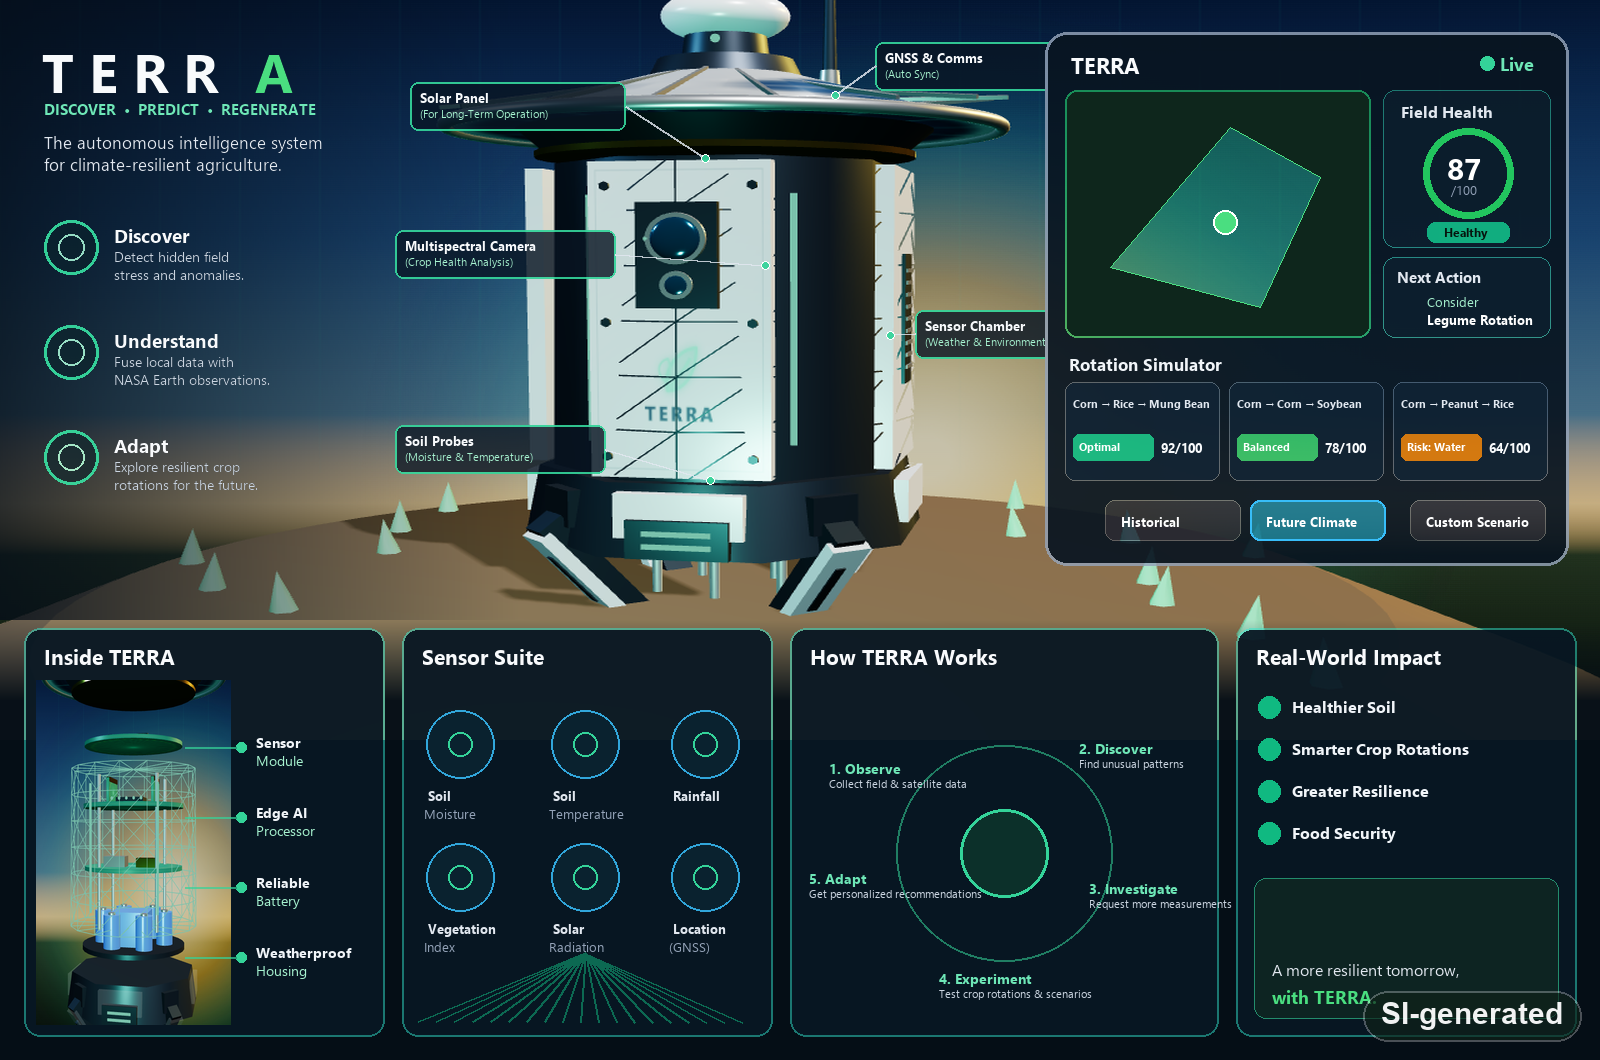 TERRA
DISCOVER • PREDICT • REGENERATE
The autonomous intelligence system
for climate-resilient agriculture.
Discover
Detect hidden field
stress and anomalies.
Understand
Fuse local data with
NASA Earth observations.
Adapt
Explore resilient crop
rotations for the future.
Solar Panel
(For Long-Term Operation)
GNSS & Comms
(Auto Sync)
Multispectral Camera
(Crop Health Analysis)
Sensor Chamber
(Weather & Environment
Soil Probes
(Moisture & Temperature)
TERRA
TERRA
Live
Field Health
87
/100
Healthy
Next Action
Consider
Legume Rotation
Rotation Simulator
Corn → Rice → Mung Bean
Optimal 92/100
Corn → Corn → Soybean
Balanced 78/100
Corn → Peanut → Rice
Risk: Water 64/100
Historical
Future Climate
Custom Scenario
Inside TERRA
Sensor
Module
Edge AI
Processor
Reliable
Battery
Weatherproof
Housing
Sensor Suite
Soil
Moisture
Soil
Temperature
Rainfall
Vegetation
Index
Solar
Radiation
Location
(GNSS)
How TERRA Works
1. Observe
Collect field & satellite data
2. Discover
Find unusual patterns
3. Investigate
Request more measurements
4. Experiment
Test crop rotations & scenarios
5. Adapt
Get personalized recommendations
Real-World Impact
Healthier Soil
Smarter Crop Rotations
Greater Resilience
Food Security
A more resilient tomorrow,
with TERRA.
SI-generated